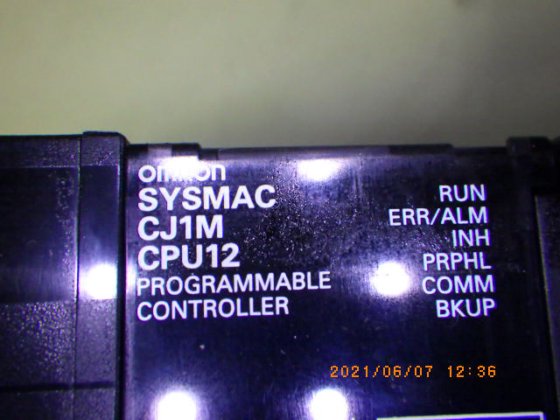 omron
SYSMAC
CJ1M
CPU12
PROGRAMMABLE
CONTROLLER
RUN
ERR/ALM
INH
PRPHL
COMM
BKUP
2021/06/07 12:36